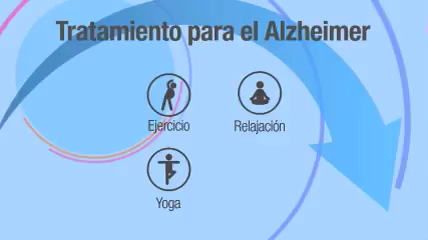 Tratamiento para el Alzheimer
Ejercicio
Relajación
Yoga